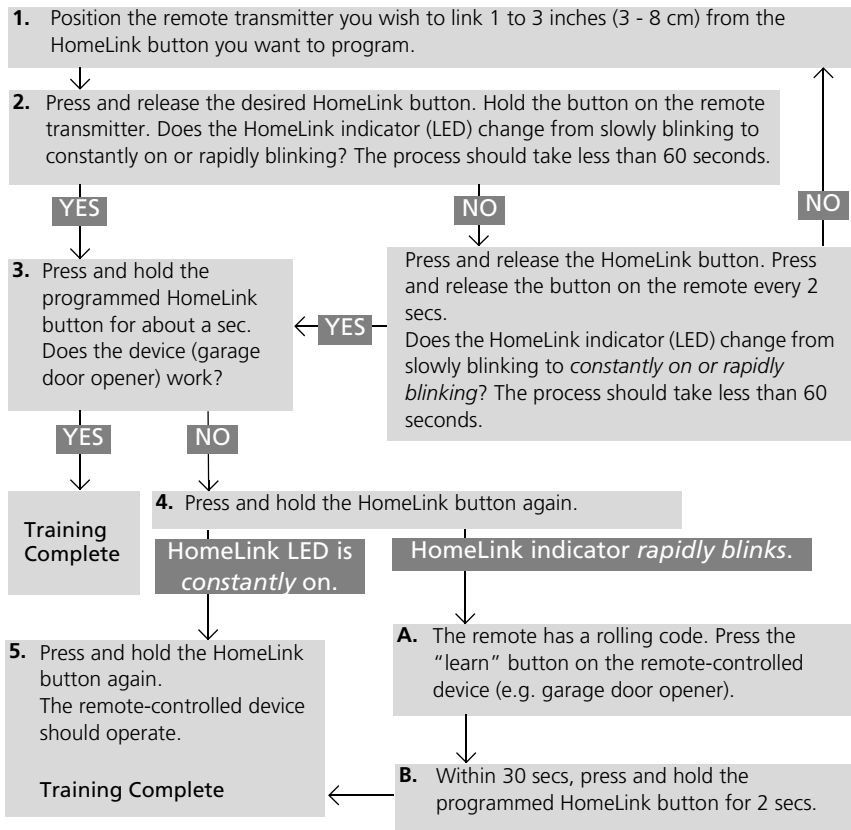 1. Position the remote transmitter you wish to link 1 to 3 inches (3 - 8 cm) from the
HomeLink button you want to program.
2. Press and release the desired HomeLink button. Hold the button on the remote
transmitter. Does the HomeLink indicator (LED) change from slowly blinking to
constantly on or rapidly blinking? The process should take less than 60 seconds.
YES
NO
NO
3. Press and hold the
programmed HomeLink
button for about a sec.
Does the device (garage
door opener) work?
YES
Press and release the HomeLink button. Press
and release the button on the remote every 2
secs.
Does the HomeLink indicator (LED) change from
slowly blinking to constantly on or rapidly
blinking? The process should take less than 60
seconds.
YES
NO
Training
Complete
4. Press and hold the HomeLink button again.
HomeLink LED is
constantly on.
HomeLink indicator rapidly blinks.
5. Press and hold the HomeLink
button again.
The remote-controlled device
should operate.
Training Complete
A. The remote has a rolling code. Press the
“learn” button on the remote-controlled
device (e.g. garage door opener).
B. Within 30 secs, press and hold the
programmed HomeLink button for 2 secs.